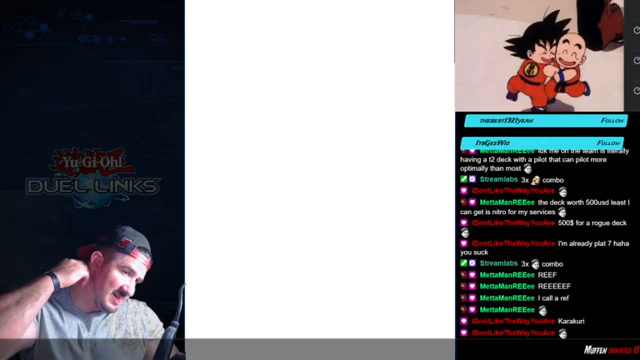 Yu-Gi-Oh!
DUEL LINKS
THEBEST1321YEAH FOLLOW
ITSGEEWIZ FOLLOW
MettaManREEee idk me on the team is literally
having a t2 deck with a pilot that can pilot more
optimally than most
Streamlabs 3x combo
IDontLikeTheWayYouAre
MettaManREEee the deck worth 500usd least I
can get is nitro for my services
IDontLikeTheWayYouAre 500$ for a rogue deck
IDontLikeTheWayYouAre I'm already plat 7 haha
you suck
Streamlabs 3x combo
MettaManREEee REEF
MettaManREEee REEEEEF
MettaManREEee I call a ref
MettaManREEee
IDontLikeTheWayYouAre Karakuri
IDontLikeTheWayYouAre
MUFFEN